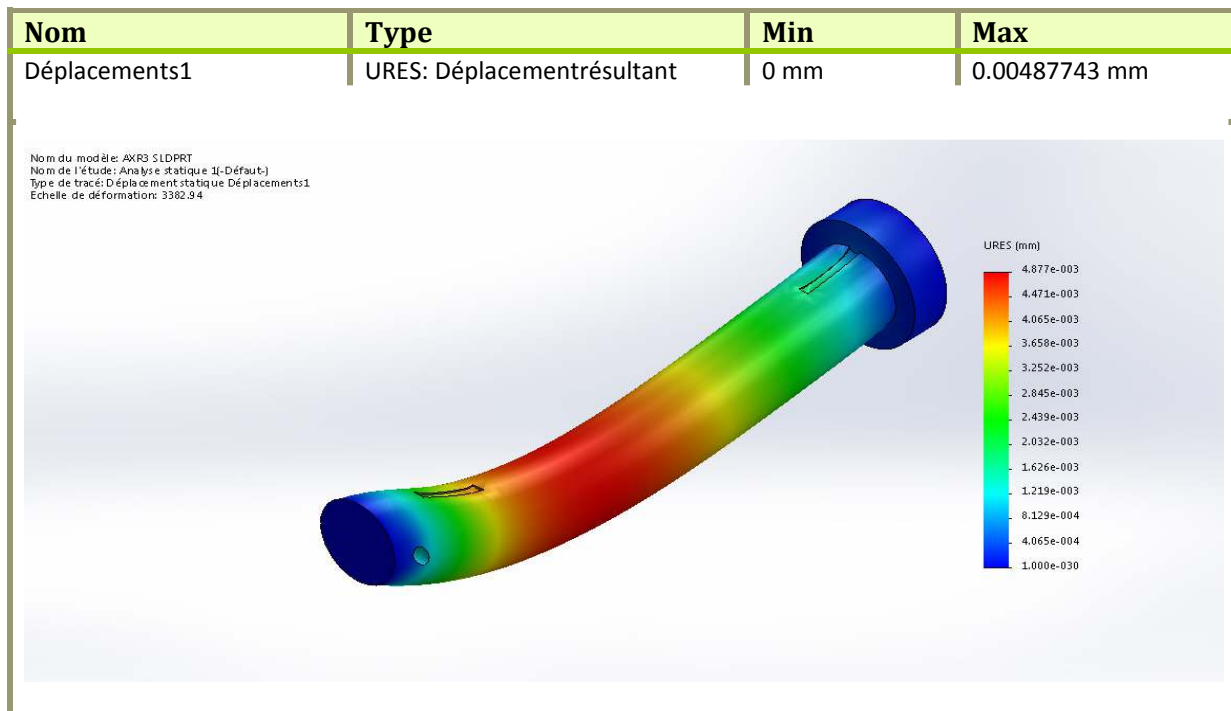 Nom Type Min Max
Déplacements1 URES: Déplacementrésultant 0 mm 0.00487743 mm
Nom du modèle: AXR3 SLDPRT
Nom de l'étude: Analyse statique 1(-Défaut-)
Type de tracé: Déplacement statique Déplacements1
Echelle de déformation: 3382.94
URES (mm)
4.877e-003
4.471e-003
4.065e-003
3.658e-003
3.252e-003
2.845e-003
2.439e-003
2.032e-003
1.626e-003
1.219e-003
8.129e-004
4.065e-004
1.000e-030